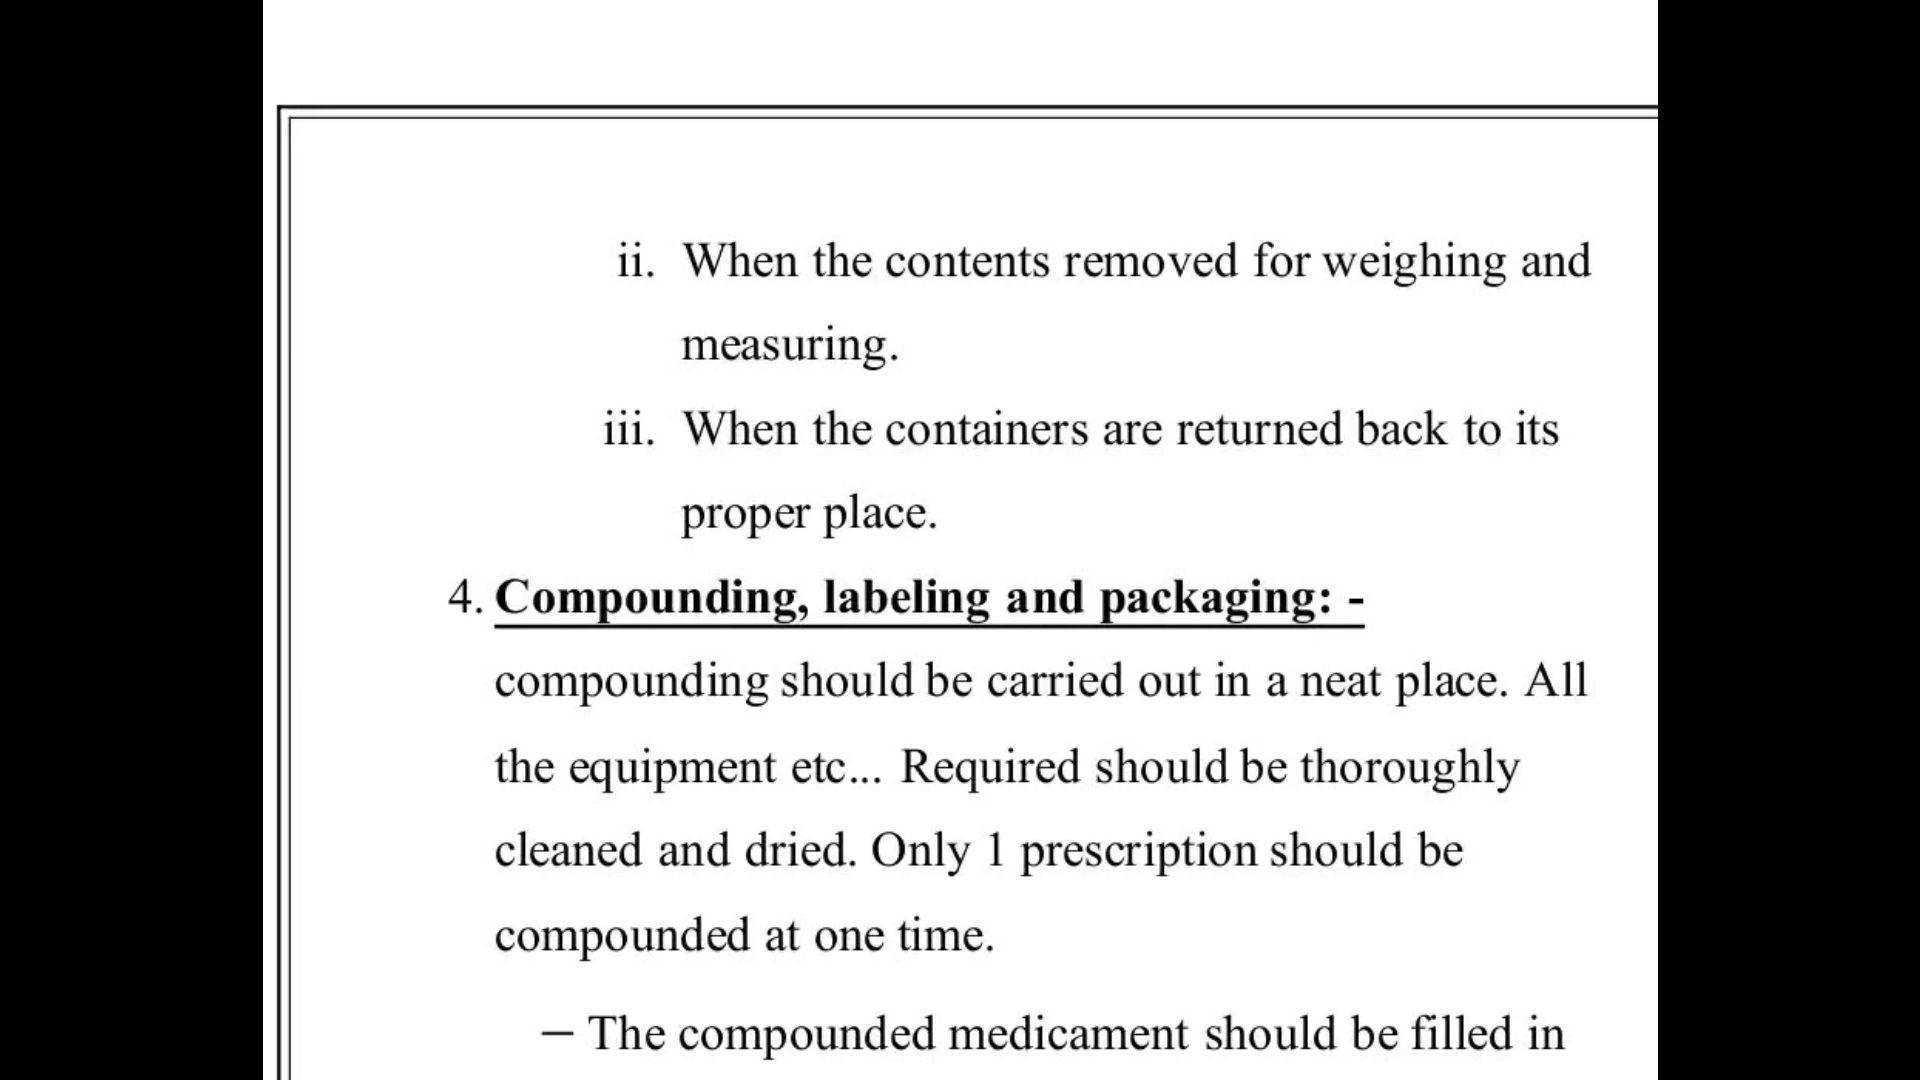 ii. When the contents removed for weighing and
measuring.
iii. When the containers are returned back to its
proper place.
4. Compounding, labeling and packaging: -
compounding should be carried out in a neat place. All
the equipment etc... Required should be thoroughly
cleaned and dried. Only 1 prescription should be
compounded at one time.
– The compounded medicament should be filled in